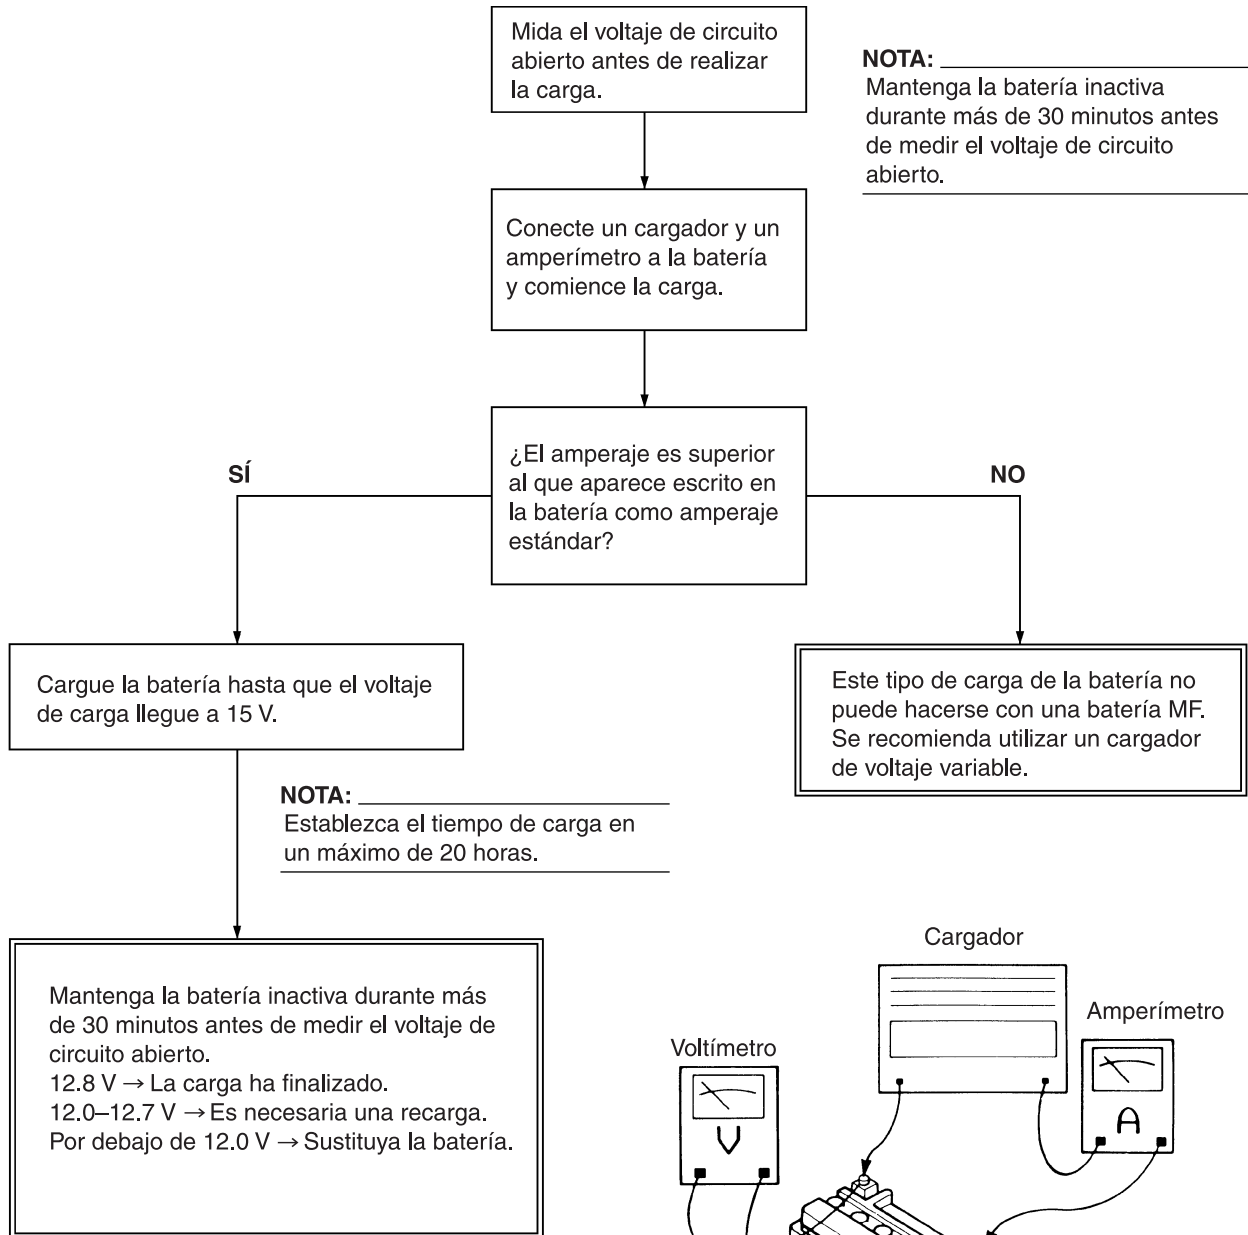 Mida el voltaje de circuito
abierto antes de realizar
la carga.
NOTA:
Mantenga la batería inactiva
durante más de 30 minutos antes
de medir el voltaje de circuito
abierto.
Conecte un cargador y un
amperímetro a la batería
y comience la carga.
¿El amperaje es superior
al que aparece escrito en
la batería como amperaje
estándar?
SÍ
NO
Cargue la batería hasta que el voltaje
de carga llegue a 15 V.
Este tipo de carga de la batería no
puede hacerse con una batería MF.
Se recomienda utilizar un cargador
de voltaje variable.
NOTA:
Establezca el tiempo de carga en
un máximo de 20 horas.
Mantenga la batería inactiva durante más
de 30 minutos antes de medir el voltaje de
circuito abierto.
12.8 V → La carga ha finalizado.
12.0–12.7 V → Es necesaria una recarga.
Por debajo de 12.0 V → Sustituya la batería.
Cargador
Amperímetro
Voltímetro
V
A